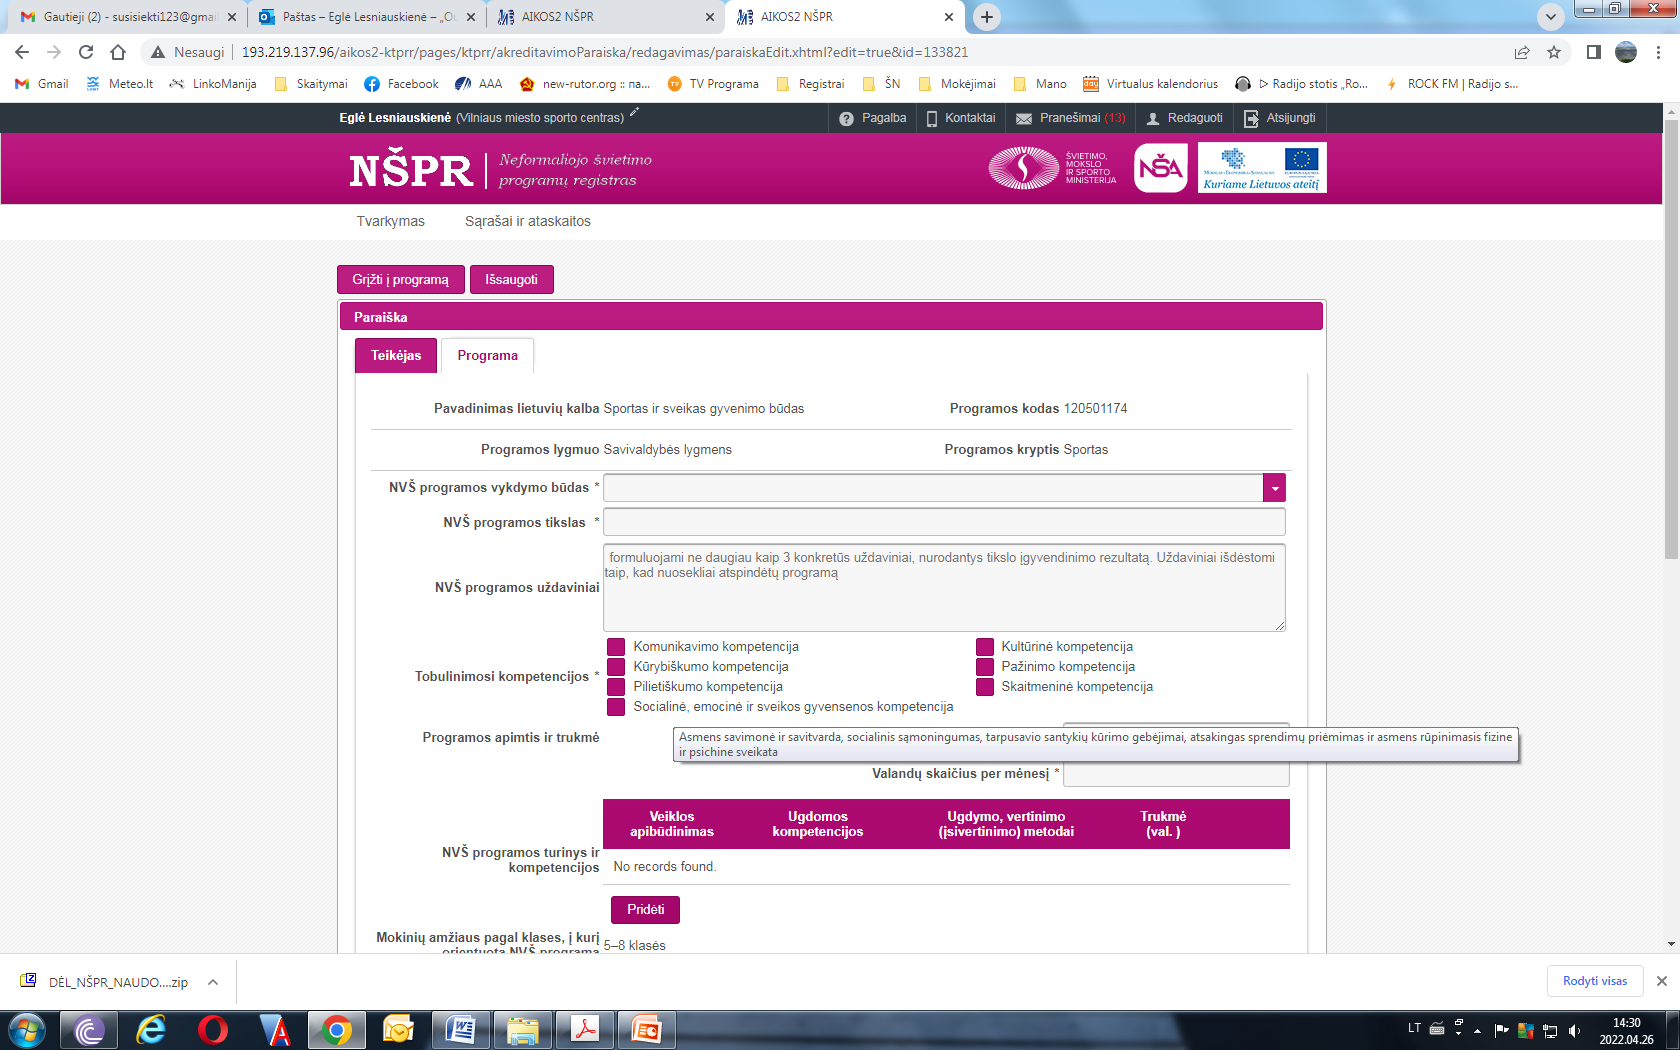 Gautieji (2) - susisiekti123@gmai
Paštas – Eglė Lesniauskienė – „Ou
AIKOS2 NŠPR
AIKOS2 NŠPR
Nesaugi
193.219.137.96/aikos2-ktprr/pages/ktprr/akreditavimoParaiska/redagavimas/paraiskaEdit.xhtml?edit=true&id=133821
Gmail
Meteo.lt
LinkoManija
Skaitymai
Facebook
AAA
new-rutor.org :: па...
TV Programa
Registrai
ŠN
Mokėjimai
Mano
Virtualus kalendorius
ᐅ Radijo stotis „Ro...
ROCK FM | Radijo s...
Eglė Lesniauskienė (Vilniaus miesto sporto centras)
Pagalba
Kontaktai
Pranešimai (13)
Redaguoti
Atsijungti
NŠPR
Neformaliojo švietimo
programų registras
ŠVIETIMO,
MOKSLO
IR SPORTO
MINISTERIJA
NŠA
Kuriame Lietuvos ateitį
Tvarkymas
Sąrašai ir ataskaitos
Grįžti į programą
Išsaugoti
Paraiška
Teikėjas
Programa
Pavadinimas lietuvių kalba Sportas ir sveikas gyvenimo būdas
Programos kodas 120501174
Programos lygmuo Savivaldybės lygmens
Programos kryptis Sportas
NVŠ programos vykdymo būdas *
NVŠ programos tikslas *
NVŠ programos uždaviniai
formuluojami ne daugiau kaip 3 konkretūs uždaviniai, nurodantys tikslo įgyvendinimo rezultatą. Uždaviniai išdėstomi
taip, kad nuosekliai atspindėtų programą
Tobulinimosi kompetencijos *
Komunikavimo kompetencija
Kultūrinė kompetencija
Kūrybiškumo kompetencija
Pažinimo kompetencija
Pilietiškumo kompetencija
Skaitmeninė kompetencija
Socialinė, emocinė ir sveikos gyvensenos kompetencija
Programos apimtis ir trukmė
Asmens savimonė ir savitvarda, socialinis sąmoningumas, tarpusavio santykių kūrimo gebėjimai, atsakingas sprendimų priėmimas ir asmens rūpinimasis fizine
ir psichine sveikata
Valandų skaičius per mėnesį *
Veiklos
apibūdinimas
Ugdomos
kompetencijos
Ugdymo, vertinimo
(įsivertinimo) metodai
Trukmė
(val. )
NVŠ programos turinys ir
kompetencijos
No records found.
Pridėti
Mokinių amžiaus pagal klases, į kurį
orientuota NVŠ programa
5–8 klasės
DĖL_NŠPR_NAUDO....zip
Rodyti visas
LT
14:30
2022.04.26